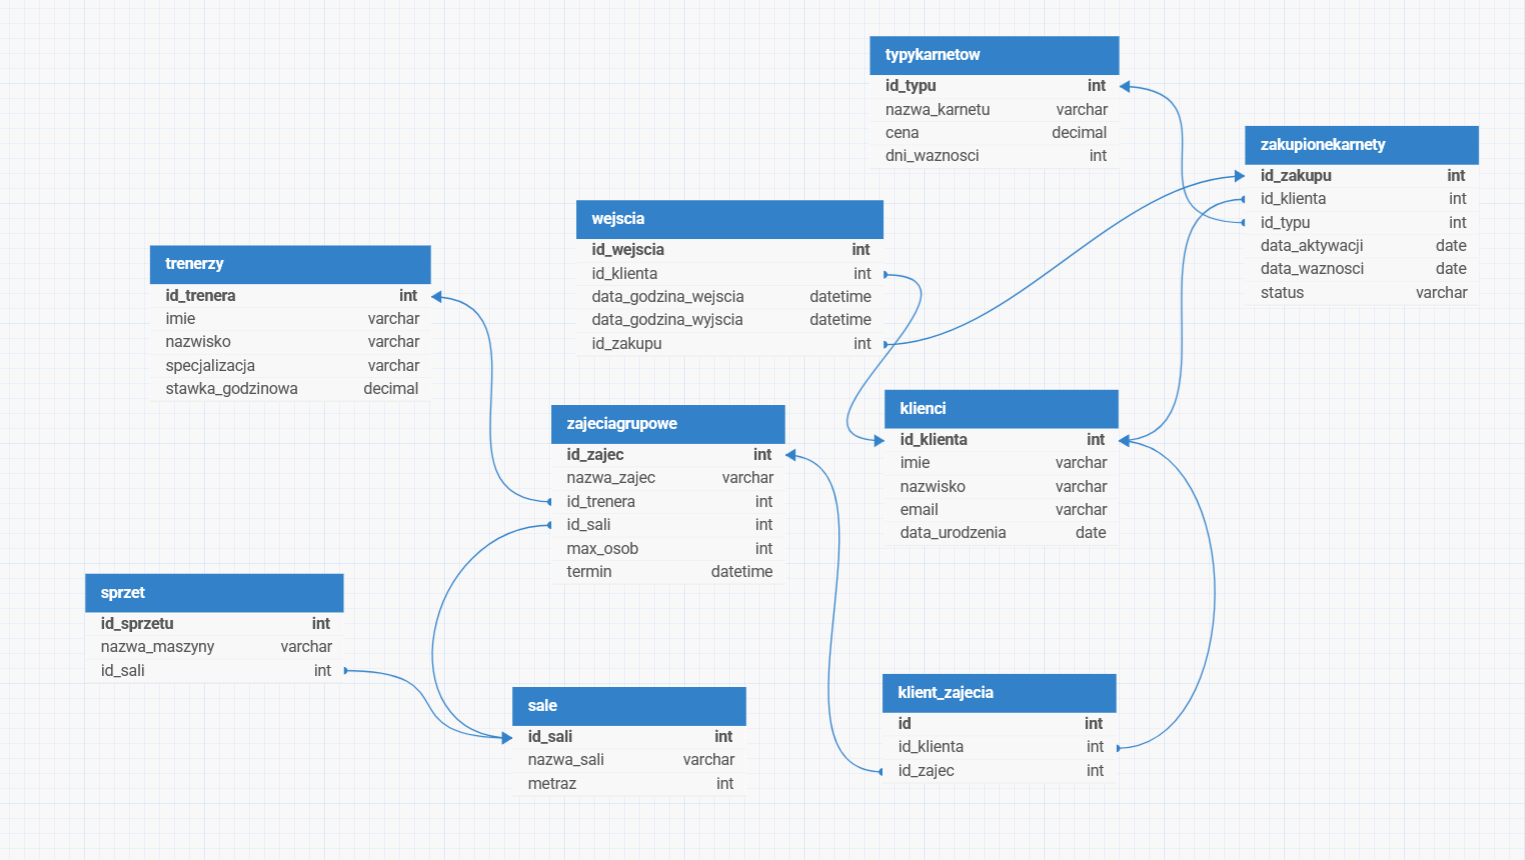 typykarnetow
id_typu int
nazwa_karnetu varchar
cena decimal
dni_waznosci int
zakupionekarnety
id_zakupu int
id_klienta int
id_typu int
data_aktywacji date
data_waznosci date
status varchar
wejscia
id_wejscia int
id_klienta int
data_godzina_wejscia datetime
data_godzina_wyjscia datetime
id_zakupu int
trenerzy
id_trenera int
imie varchar
nazwisko varchar
specjalizacja varchar
stawka_godzinowa decimal
zajeciagrupowe
id_zajec int
nazwa_zajec varchar
id_trenera int
id_sali int
max_osob int
termin datetime
klienci
id_klienta int
imie varchar
nazwisko varchar
email varchar
data_urodzenia date
sprzet
id_sprzetu int
nazwa_maszyny varchar
id_sali int
sale
id_sali int
nazwa_sali varchar
metraz int
klient_zajecia
id int
id_klienta int
id_zajec int